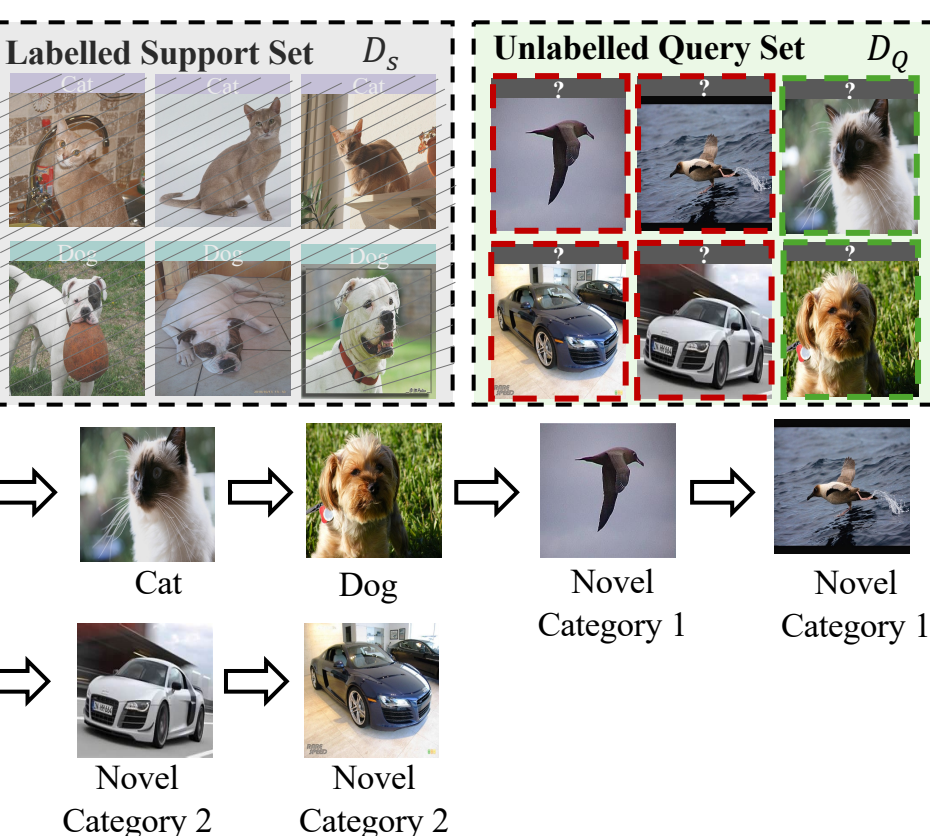 Labelled Support Set D_s
Unlabelled Query Set D_Q
Cat Cat Cat
? ? ?
Dog Dog Dog
? ? ?
Cat
Dog
Novel
Category 1
Novel
Category 1
Novel
Category 2
Novel
Category 2